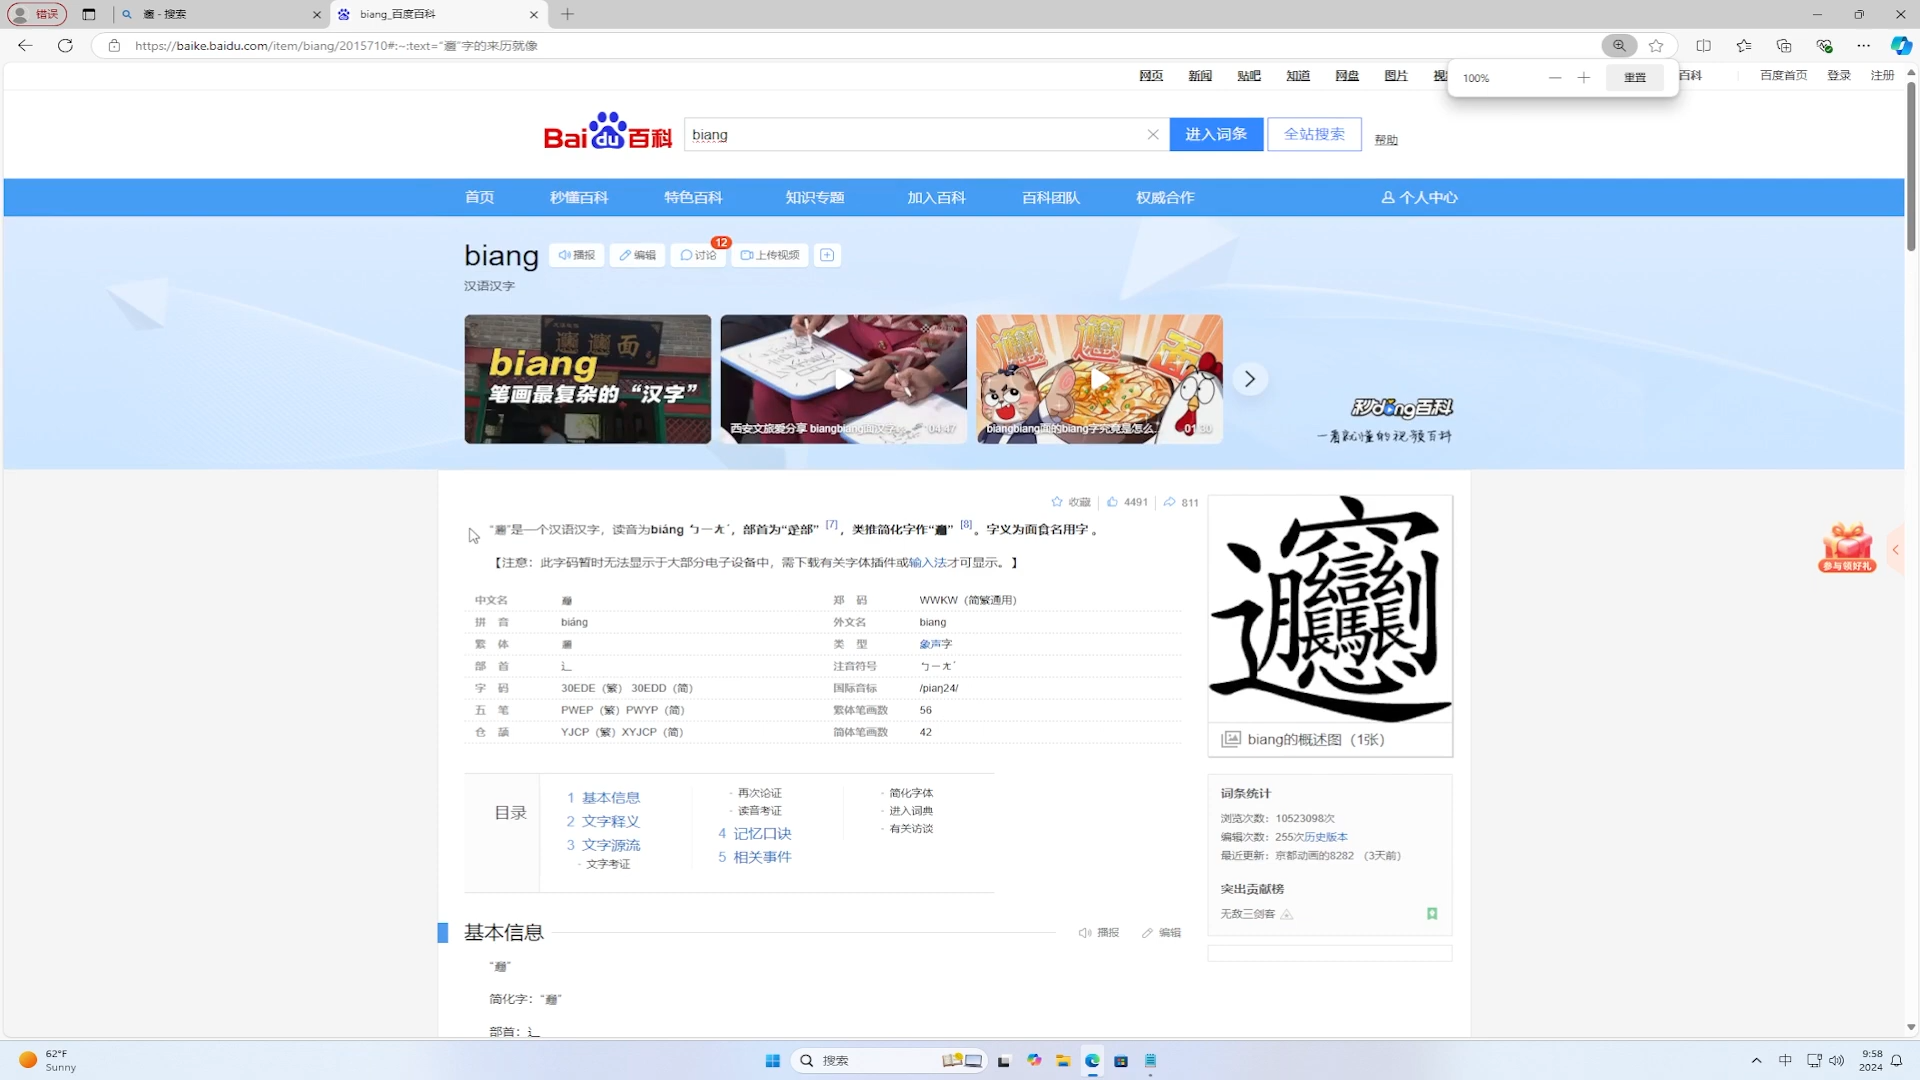 错误
𰻞 - 搜索
biang_百度百科
https://baike.baidu.com/item/biang/2015710#:~:text="𰻞"字的来历就像
网页 新闻 贴吧 知道 网盘 图片 百科 百度首页 登录 注册
100% 重置
Baidu百科
biang
进入词条
全站搜索
帮助
首页 秒懂百科 特色百科 知识专题 加入百科 百科团队 权威合作 个人中心
biang 播报 编辑 讨论 12 上传视频
汉语汉字
𰻞𰻞面
biang
笔画最复杂的“汉字”
西安文旅爱分享 biangbiang面汉字 04:47
biangbiang面的biang字究竟是怎么... 01:30
秒dong百科
一看就懂的视频百科
收藏 4491 811
“𰻞”是一个汉语汉字，读音为biáng ㄅㄧㄤˊ，部首为“辵部” [7] ，类推简化字作“𰻝” [8] 。字义为面食名用字 。
【注意：此字码暂时无法显示于大部分电子设备中，需下载有关字体插件或输入法才可显示。】
中文名 𰻝 郑 码 WWKW（简繁通用）
拼 音 biáng 外文名 biang
繁 体 𰻞 类 型 象声字
部 首 辶 注音符号 ㄅㄧㄤˊ
字 码 30EDE（繁） 30EDD（简） 国际音标 /piaŋ24/
五 笔 PWEP（繁）PWYP（简） 繁体笔画数 56
仓 颉 YJCP（繁）XYJCP（简） 简体笔画数 42
𰻞
biang的概述图（1张）
参与领好礼
目录
1 基本信息
2 文字释义
3 文字源流
- 文字考证
- 再次论证
- 读音考证
4 记忆口诀
5 相关事件
- 简化字体
- 进入词典
- 有关访谈
词条统计
浏览次数：10523098次
编辑次数：255次历史版本
最近更新：京都动画的8282 （3天前）
突出贡献榜
无敌三剑客
基本信息 播报 编辑
“𰻞”
简化字：“𰻝”
部首：辶
62°F
Sunny
搜索
中
9:58
2024